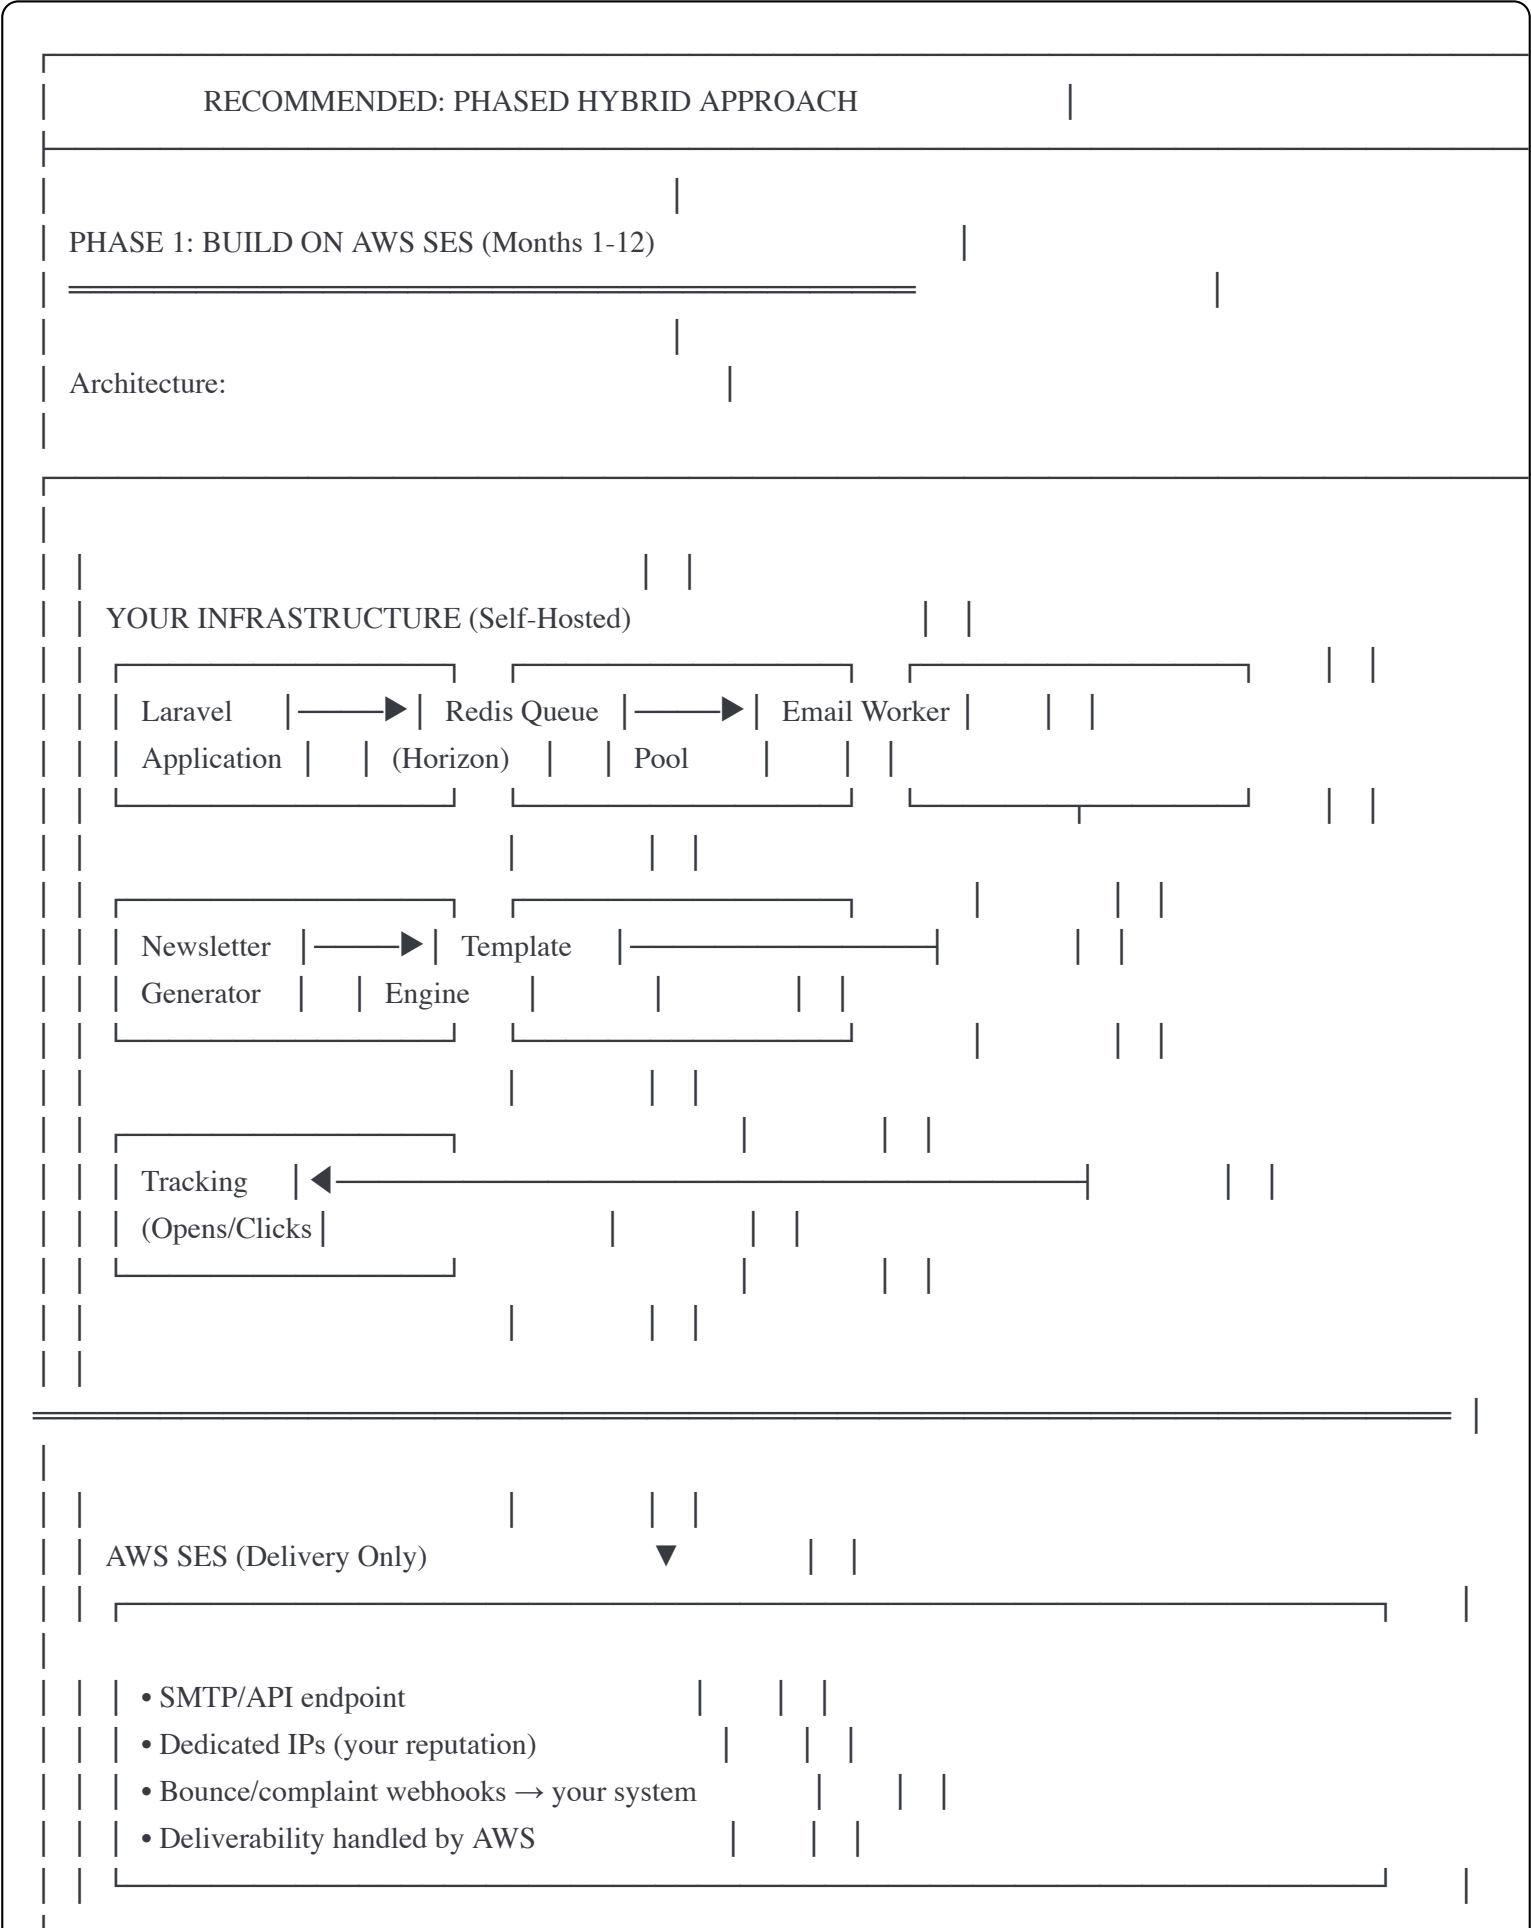 RECOMMENDED: PHASED HYBRID APPROACH
PHASE 1: BUILD ON AWS SES (Months 1-12)
Architecture:
YOUR INFRASTRUCTURE (Self-Hosted)
Laravel Redis Queue Email Worker
Application (Horizon) Pool
Newsletter Template
Generator Engine
Tracking
(Opens/Clicks
AWS SES (Delivery Only)
• SMTP/API endpoint
• Dedicated IPs (your reputation)
• Bounce/complaint webhooks → your system
• Deliverability handled by AWS